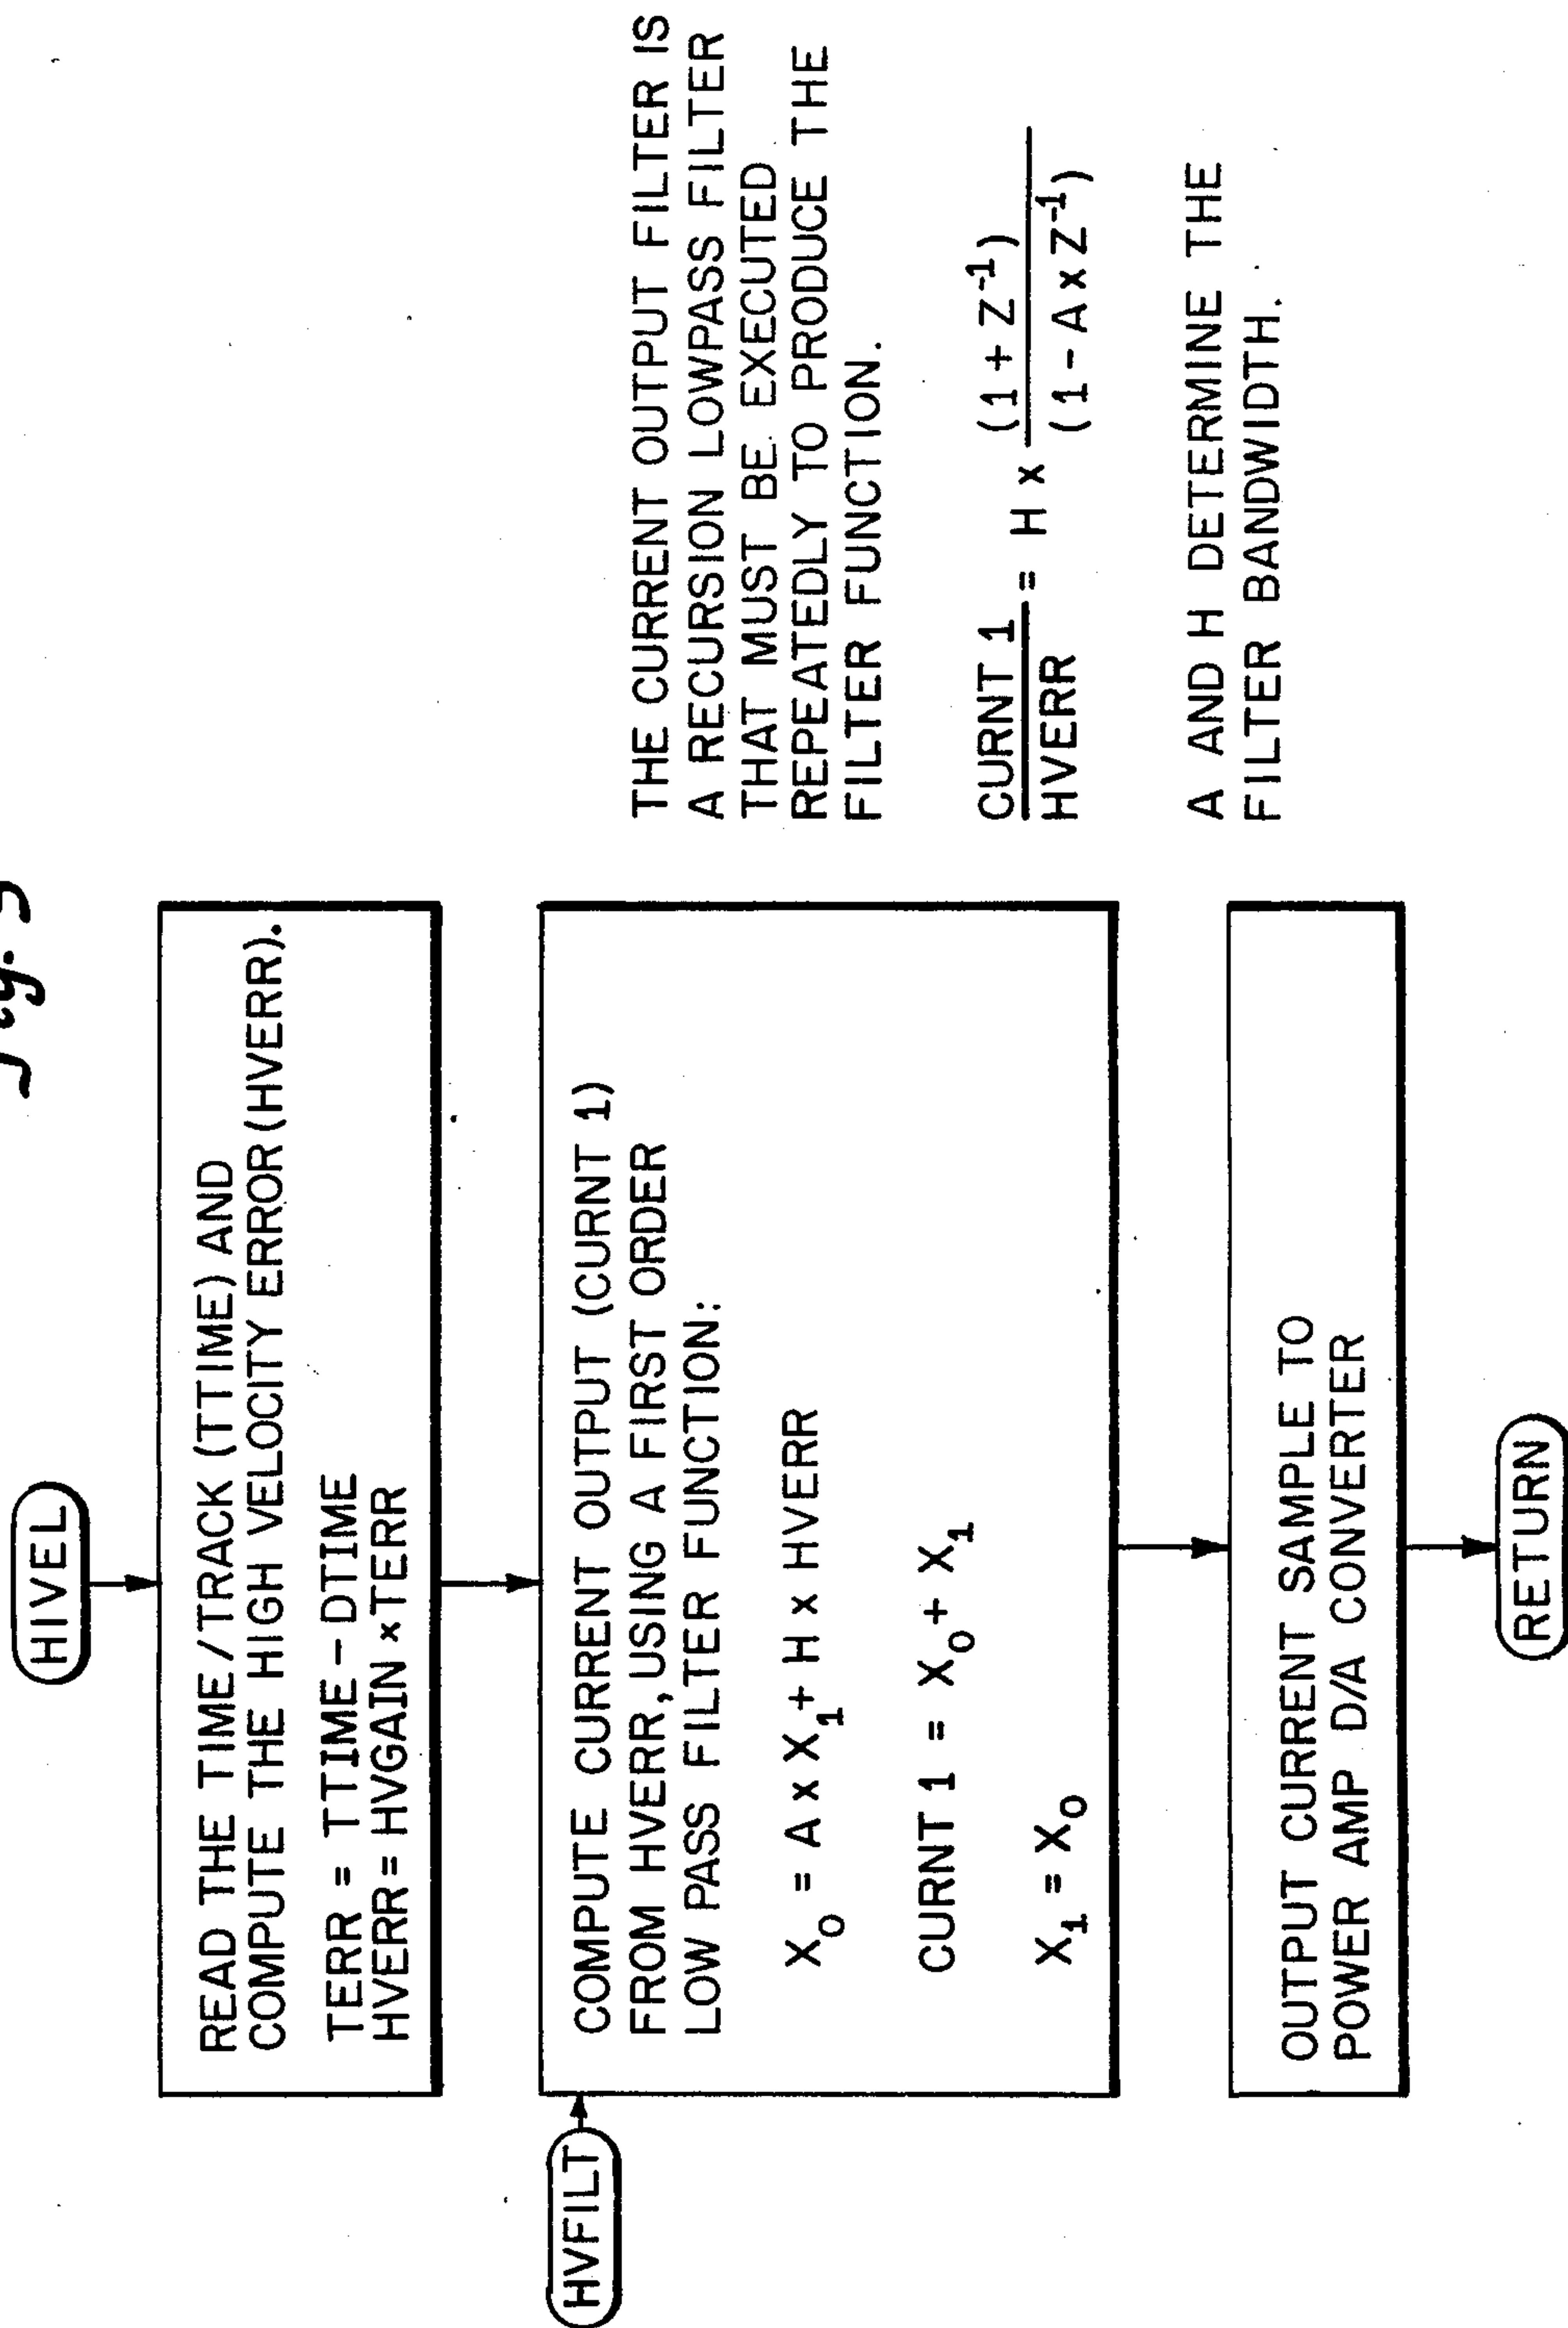 HIVEL
READ THE TIME/TRACK (TTIME) AND
COMPUTE THE HIGH VELOCITY ERROR (HVERR).
TERR = TTIME - DTIME
HVERR = HVGAIN × TERR
HVFILT
COMPUTE CURRENT OUTPUT (CURNT 1)
FROM HVERR, USING A FIRST ORDER
LOW PASS FILTER FUNCTION:
X₀ = A x X₁ + H x HVERR
CURNT 1 = X₀ + X₁
X₁ = X₀
OUTPUT CURRENT SAMPLE TO
POWER AMP D/A CONVERTER
RETURN
THE CURRENT OUTPUT FILTER IS
A RECURSION LOWPASS FILTER
THAT MUST BE EXECUTED
REPEATEDLY TO PRODUCE THE
FILTER FUNCTION.
CURNT 1 / HVERR = H x (1 + Z⁻¹) / (1 - A x Z⁻¹)
A AND H DETERMINE THE
FILTER BANDWIDTH.